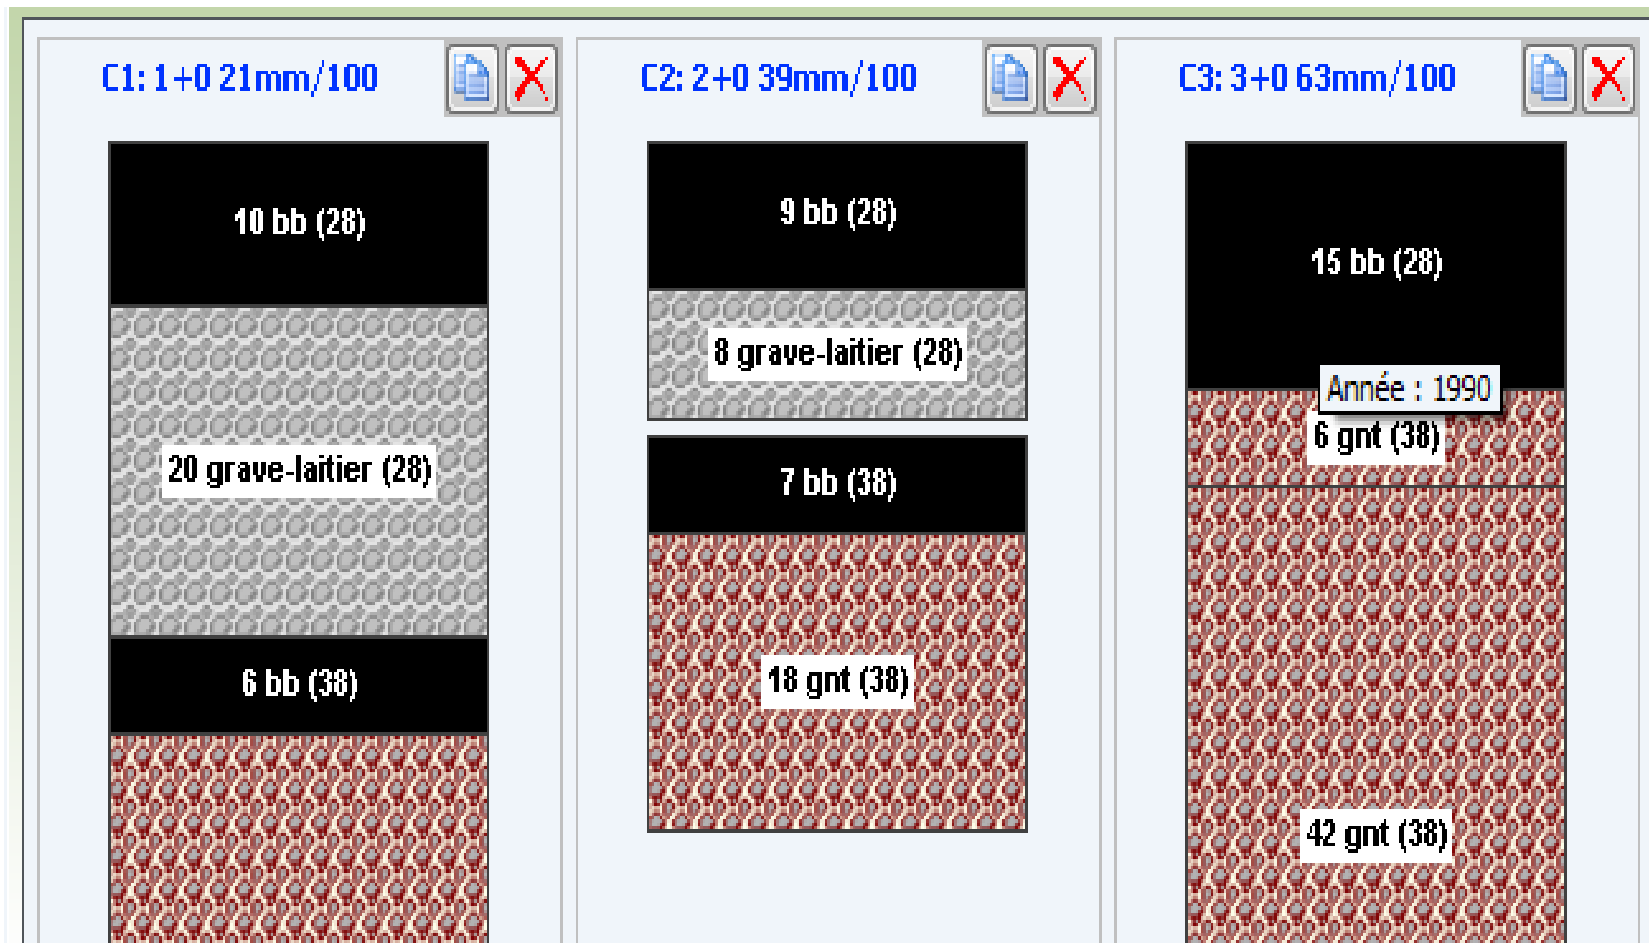 C1: 1+0 21mm/100
10 bb (28)
20 grave-laitier (28)
6 bb (38)
C2: 2+0 39mm/100
9 bb (28)
8 grave-laitier (28)
7 bb (38)
18 gnt (38)
C3: 3+0 63mm/100
15 bb (28)
Année : 1990
6 gnt (38)
42 gnt (38)